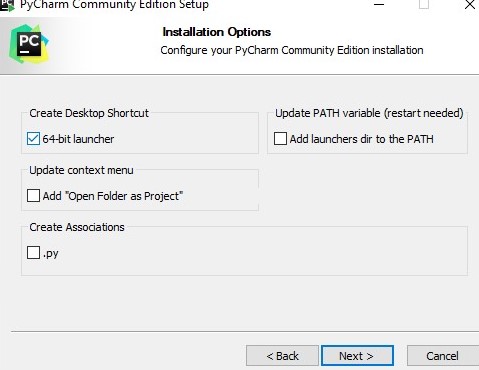 PyCharm Community Edition Setup
PC
Installation Options
Configure your PyCharm Community Edition installation
Create Desktop Shortcut
64-bit launcher
Update PATH variable (restart needed)
Add launchers dir to the PATH
Update context menu
Add "Open Folder as Project"
Create Associations
.py
< Back
Next >
Cancel